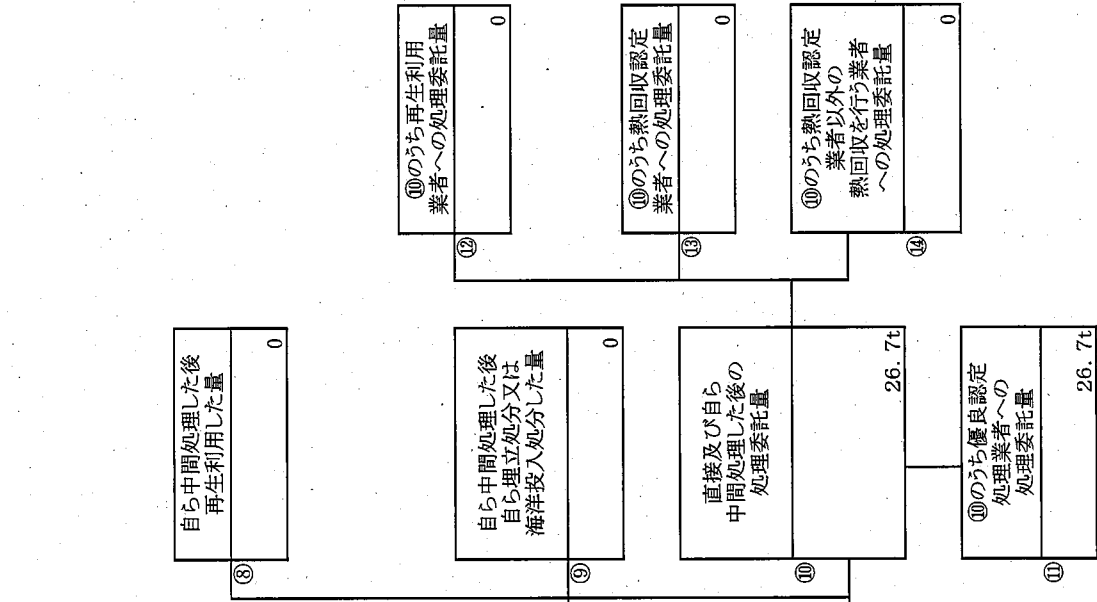 ⑧
自ら中間処理した後
再生利用した量
0
⑨
自ら中間処理した後
自ら埋立処分又は
海洋投入処分した量
0
⑩
直接及び自ら
中間処理した後の
処理委託量
26.7t
⑪
⑩のうち優良認定
処理業者への
処理委託量
26.7t
⑫
⑩のうち再生利用
業者への処理委託量
0
⑬
⑩のうち熱回収認定
業者への処理委託量
0
⑭
⑩のうち熱回収認定
業者以外の
熱回収を行う業者
への処理委託量
0